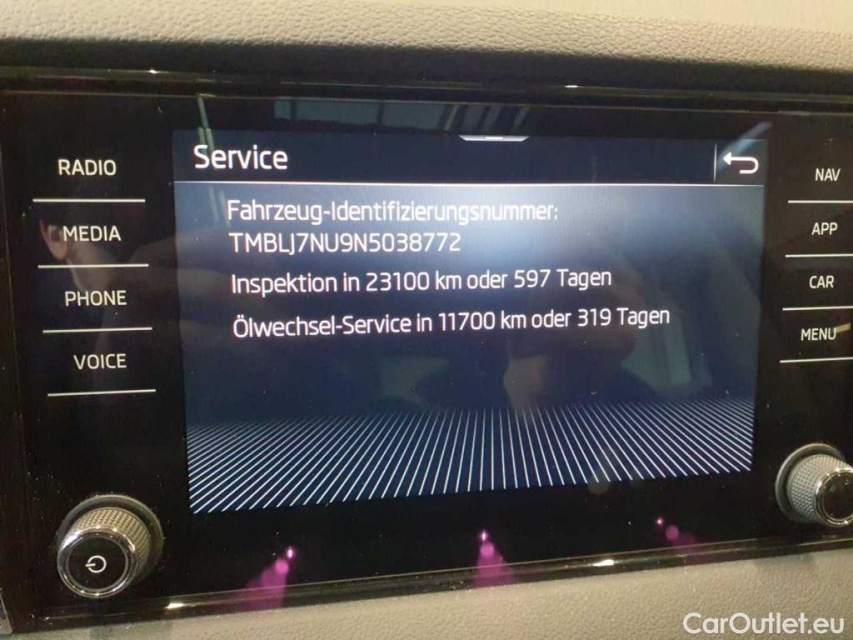 RADIO
MEDIA
PHONE
VOICE
Service
Fahrzeug-Identifizierungsnummer:
TMBLJ7NU9N5038772
Inspektion in 23100 km oder 597 Tagen
Ölwechsel-Service in 11700 km oder 319 Tagen
NAV
APP
CAR
MENU
CarOutlet.eu